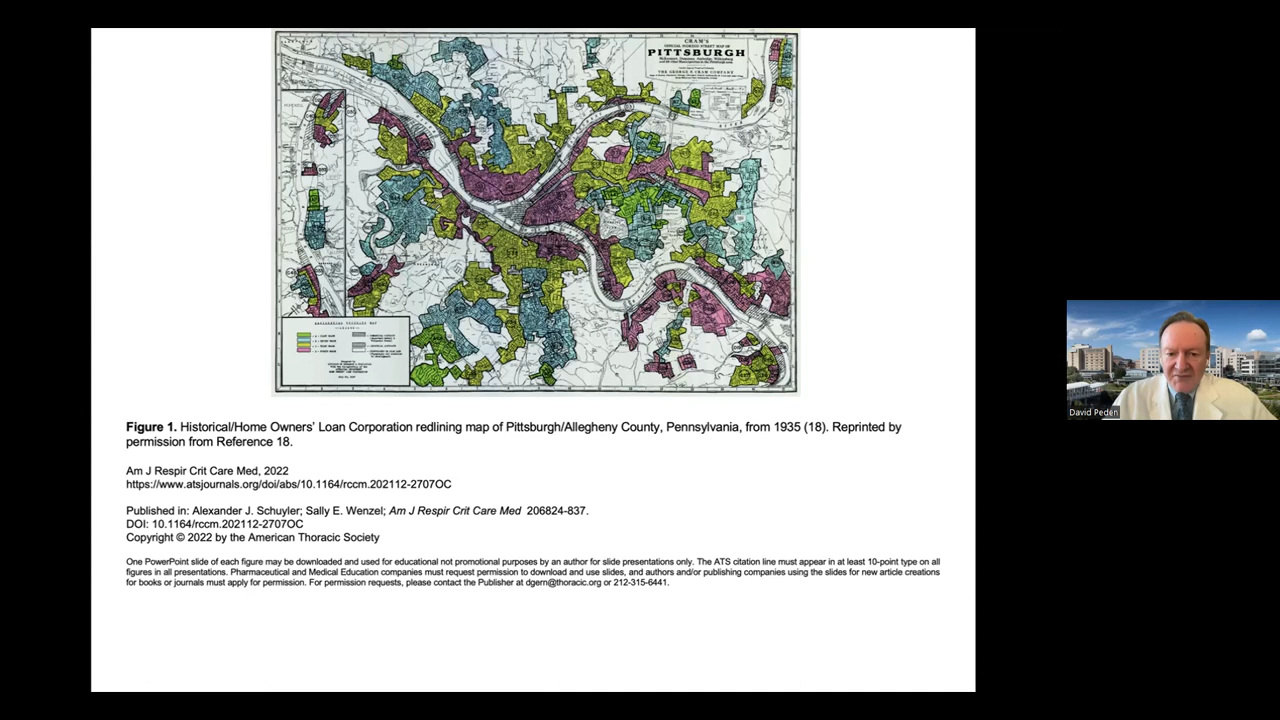 CRAM'S
PITTSBURGH
THE GEORGE F. CRAM COMPANY
RIVER
Figure 1. Historical/Home Owners' Loan Corporation redlining map of Pittsburgh/Allegheny County, Pennsylvania, from 1935 (18). Reprinted by
permission from Reference 18.
Am J Respir Crit Care Med, 2022
https://www.atsjournals.org/doi/abs/10.1164/rccm.202112-2707OC
Published in: Alexander J. Schuyler; Sally E. Wenzel; Am J Respir Crit Care Med 206824-837.
DOI: 10.1164/rccm.202112-2707OC
Copyright © 2022 by the American Thoracic Society
One PowerPoint slide of each figure may be downloaded and used for educational not promotional purposes by an author for slide presentations only. The ATS citation line must appear in at least 10-point type on all
figures in all presentations. Pharmaceutical and Medical Education companies must request permission to download and use slides, and authors and/or publishing companies using the slides for new article creations
for books or journals must apply for permission. For permission requests, please contact the Publisher at dgern@thoracic.org or 212-315-6441.
David Peden